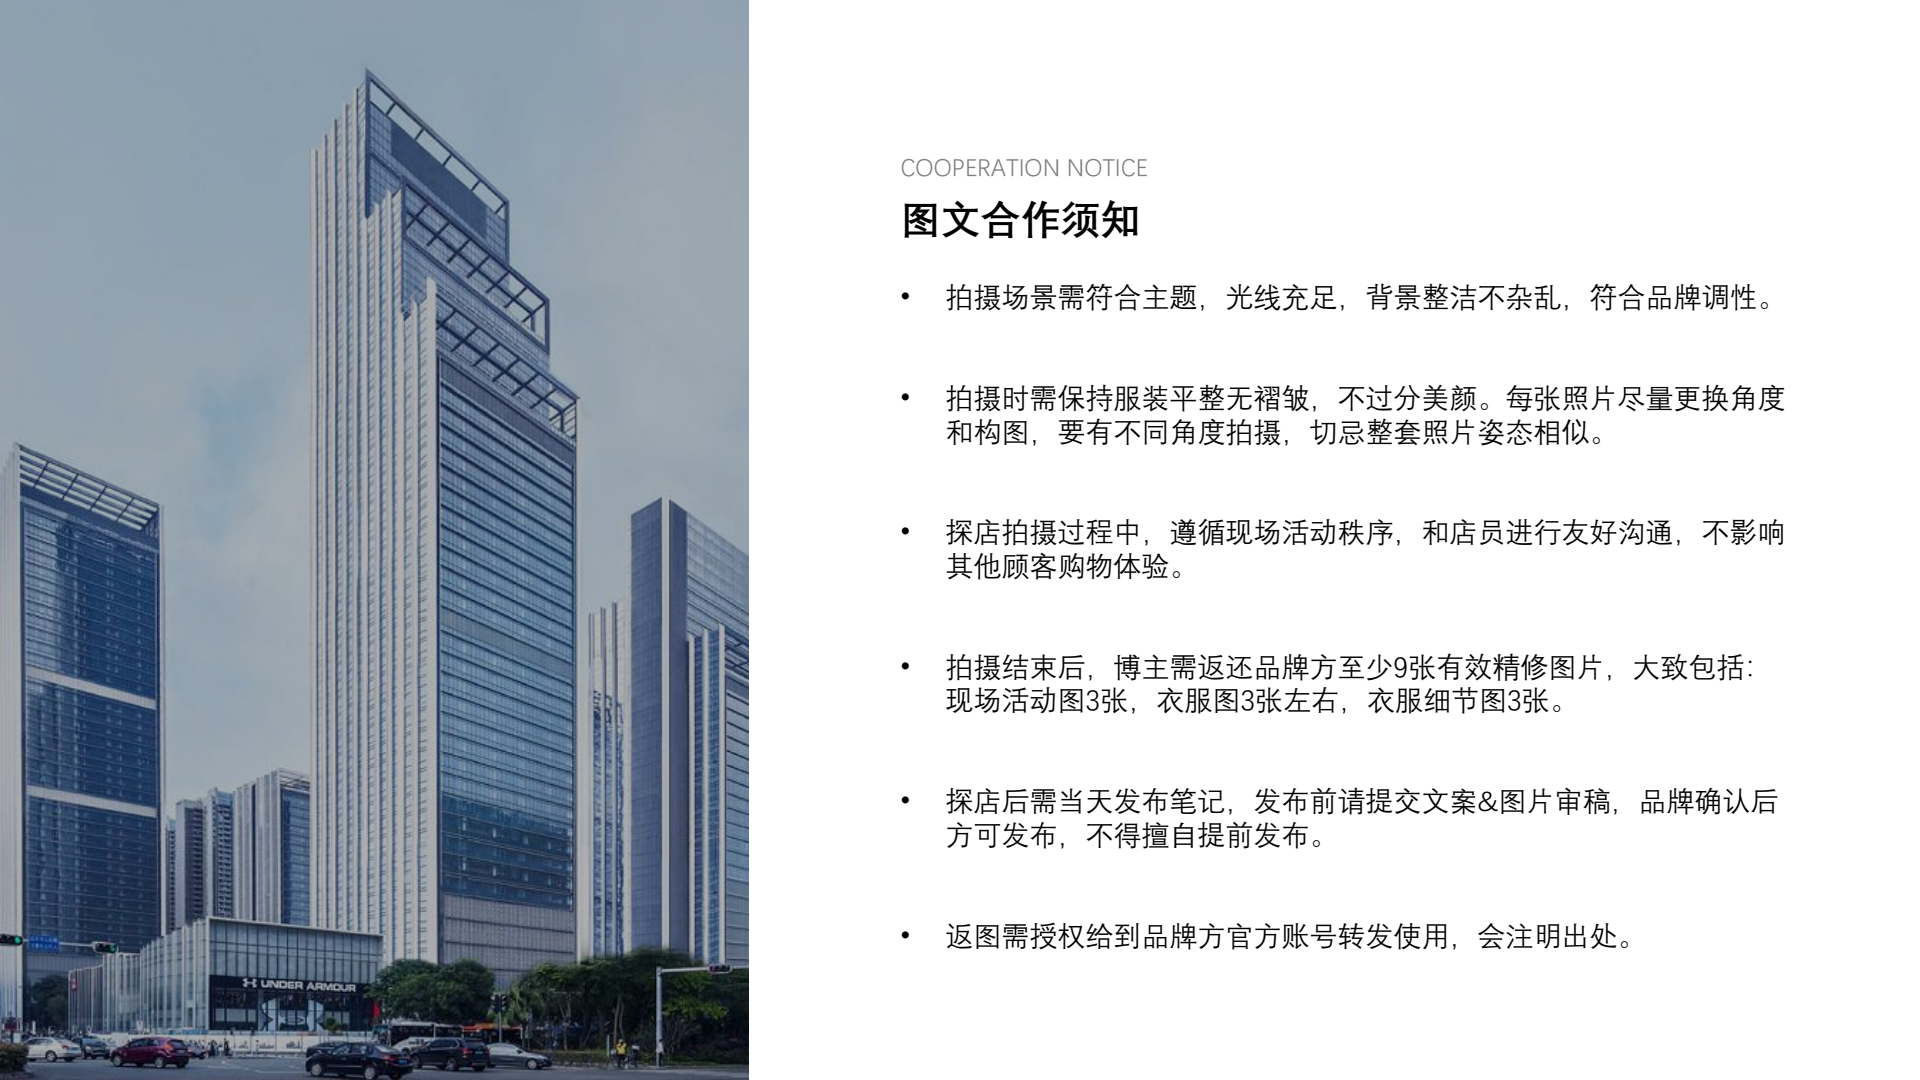 COOPERATION NOTICE
图文合作须知
• 拍摄场景需符合主题，光线充足，背景整洁不杂乱，符合品牌调性。
• 拍摄时需保持服装平整无褶皱，不过分美颜。每张照片尽量更换角度
和构图，要有不同角度拍摄，切忌整套照片姿态相似。
• 探店拍摄过程中，遵循现场活动秩序，和店员进行友好沟通，不影响
其他顾客购物体验。
• 拍摄结束后，博主需返还品牌方至少9张有效精修图片，大致包括：
现场活动图3张，衣服图3张左右，衣服细节图3张。
• 探店后需当天发布笔记，发布前请提交文案&图片审稿，品牌确认后
方可发布，不得擅自提前发布。
• 返图需授权给到品牌方官方账号转发使用，会注明出处。
UNDER ARMOUR